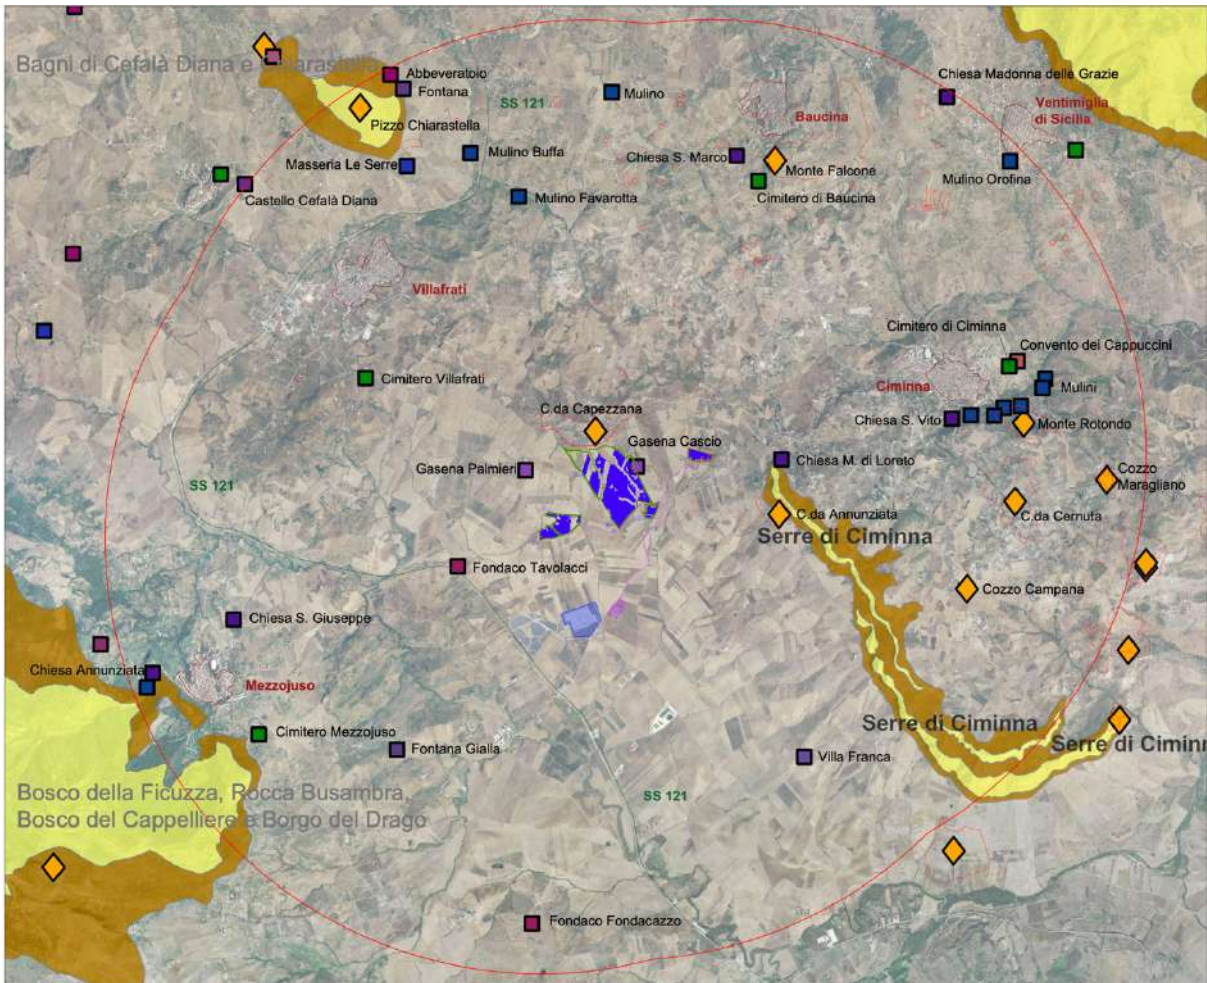 Bagni di Cefalà Diana e Chiarastella
Abbeveratoio
Fontana
SS 121
Mulino
Chiesa Madonna delle Grazie
Ventimiglia
di Sicilia
Baucina
Pizzo Chiarastella
Mulino Buffa
Masseria Le Serre
Chiesa S. Marco
Monte Falcone
Mulino Orofina
Castello Cefalà Diana
Mulino Favarotta
Cimitero di Baucina
Villafrati
Cimitero di Ciminna
Convento dei Cappuccini
Cimitero Villafrati
Ciminna
Mulini
C.da Capezzana
Chiesa S. Vito
Monte Rotondo
Gasena Cascio
Gasena Palmieri
Chiesa M. di Loreto
Cozzo
Maragliano
SS 121
C.da Annunziata
C.da Cernuta
Serre di Ciminna
Fondaco Tavolacci
Cozzo Campana
Chiesa S. Giuseppe
Chiesa Annunziata
Mezzojuso
Serre di Ciminna
Cimitero Mezzojuso
Serre di Ciminn
Fontana Gialla
Villa Franca
Bosco della Ficuzza, Rocca Busambra,
Bosco del Cappelliere e Borgo del Drago
SS 121
Fondaco Fondacazzo